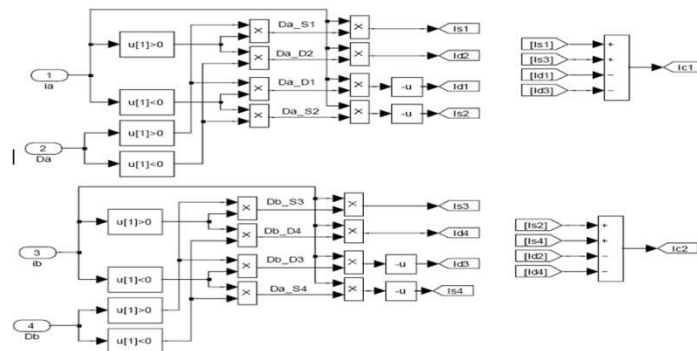 Da_S1
Is1
u[1]>0
[Is1]
Da_D2
Id2
[Is3]
1
ia
Ic1
[Id1]
Da_D1
-u
Id1
[Id3]
u[1]<0
Da_S2
-u
Is2
u[1]>0
2
Da
u[1]<0
Db_S3
Is3
u[1]>0
[Is2]
Db_D4
Id4
[Is4]
3
ib
Ic2
[Id2]
Db_D3
-u
Id3
[Id4]
u[1]<0
Da_S4
-u
Is4
u[1]>0
4
Db
u[1]<0